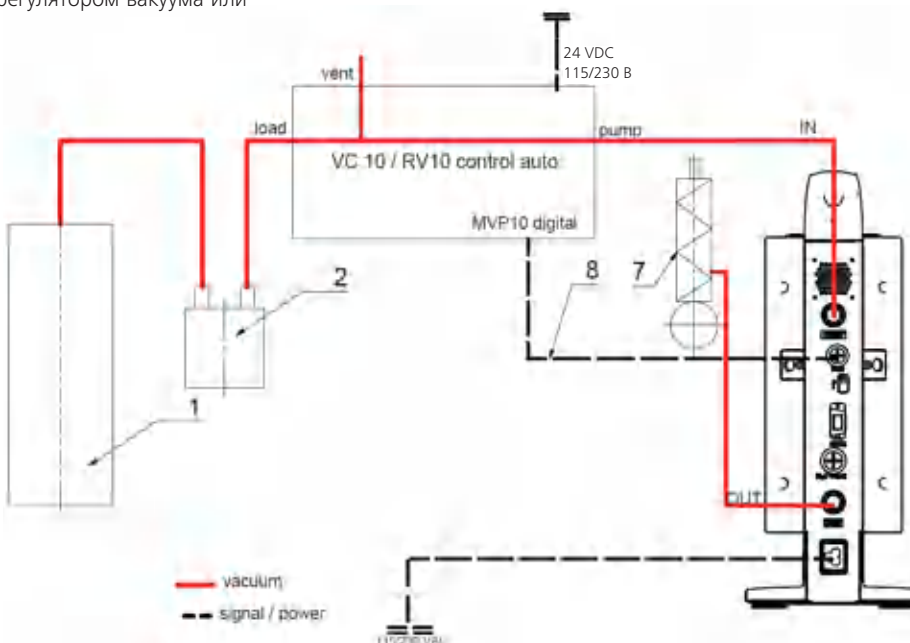 регулятором вакуума или
24 VDC
115/230 В
vent
load
pump
IN
VC 10 / RV10 control auto
MVP10 digital
8
7
2
1
OUT
vacuum
signal / power